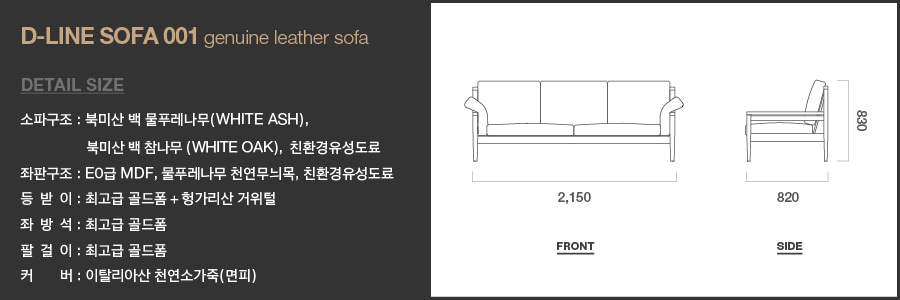 D-LINE SOFA 001 genuine leather sofa
DETAIL SIZE
소파구조 : 북미산 백 물푸레나무(WHITE ASH),
북미산 백 참나무 (WHITE OAK), 친환경유성도료
좌판구조 : E0급 MDF, 물푸레나무 천연무늬목, 친환경유성도료
등 받 이 : 최고급 골드폼 + 헝가리산 거위털
좌 방 석 : 최고급 골드폼
팔 걸 이 : 최고급 골드폼
커 버 : 이탈리아산 천연소가죽(면피)
830
2,150
820
FRONT
SIDE